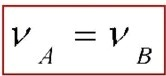 ν_A = ν_B